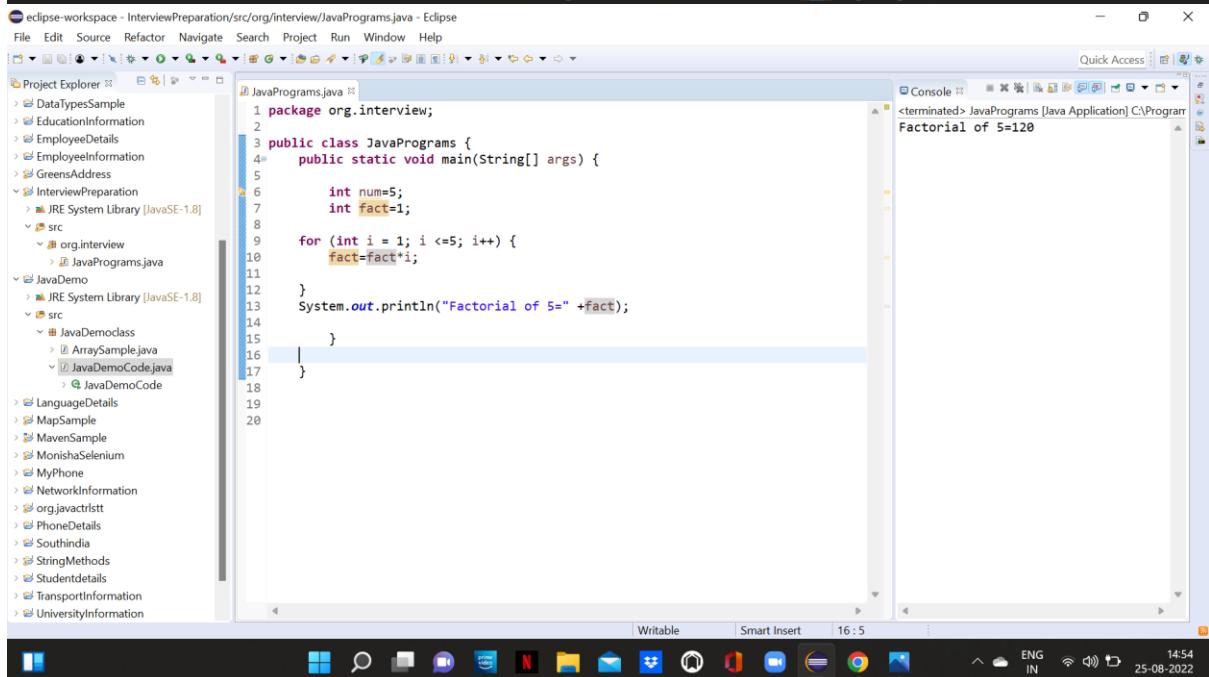 eclipse-workspace - InterviewPreparation/src/org/interview/JavaPrograms.java - Eclipse
File Edit Source Refactor Navigate Search Project Run Window Help
Quick Access
Project Explorer
DataTypesSample
EducationInformation
EmployeeDetails
EmployeeInformation
GreensAddress
InterviewPreparation
JRE System Library [JavaSE-1.8]
src
org.interview
JavaPrograms.java
JavaDemo
JRE System Library [JavaSE-1.8]
src
JavaDemoclass
ArraySample.java
JavaDemoCode.java
JavaDemoCode
LanguageDetails
MapSample
MavenSample
MonishaSelenium
MyPhone
NetworkInformation
org.javactrlstt
PhoneDetails
Southindia
StringMethods
Studentdetails
TransportInformation
UniversityInformation
JavaPrograms.java
1 package org.interview;
2
3 public class JavaPrograms {
4 public static void main(String[] args) {
5
6 int num=5;
7 int fact=1;
8
9 for (int i = 1; i <=5; i++) {
10 fact=fact*i;
11
12 }
13 System.out.println("Factorial of 5=" +fact);
14
15 }
16
17 }
18
19
20
Console
<terminated> JavaPrograms [Java Application] C:\Program
Factorial of 5=120
Writable Smart Insert 16 : 5
prime video
N
ENG
IN
14:54
25-08-2022